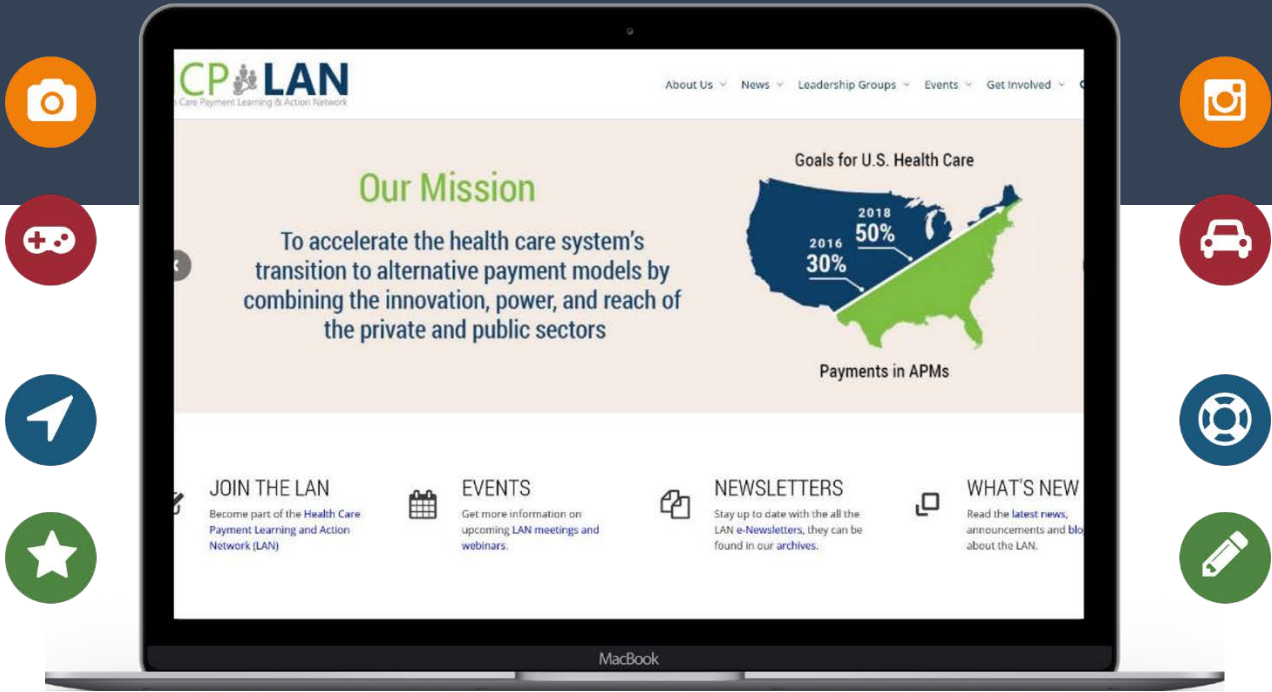 CP LAN
Care Payment Learning & Action Network
About Us
News
Leadership Groups
Events
Get Involved
Our Mission
To accelerate the health care system's
transition to alternative payment models by
combining the innovation, power, and reach of
the private and public sectors
Goals for U.S. Health Care
2018
50%
2016
30%
Payments in APMs
JOIN THE LAN
Become part of the Health Care
Payment Learning and Action
Network (LAN)
EVENTS
Get more information on
upcoming LAN meetings and
webinars.
NEWSLETTERS
Stay up to date with the all the
LAN e-Newsletters, they can be
found in our archives.
WHAT'S NEW
Read the latest news,
announcements and blo
about the LAN.
MacBook